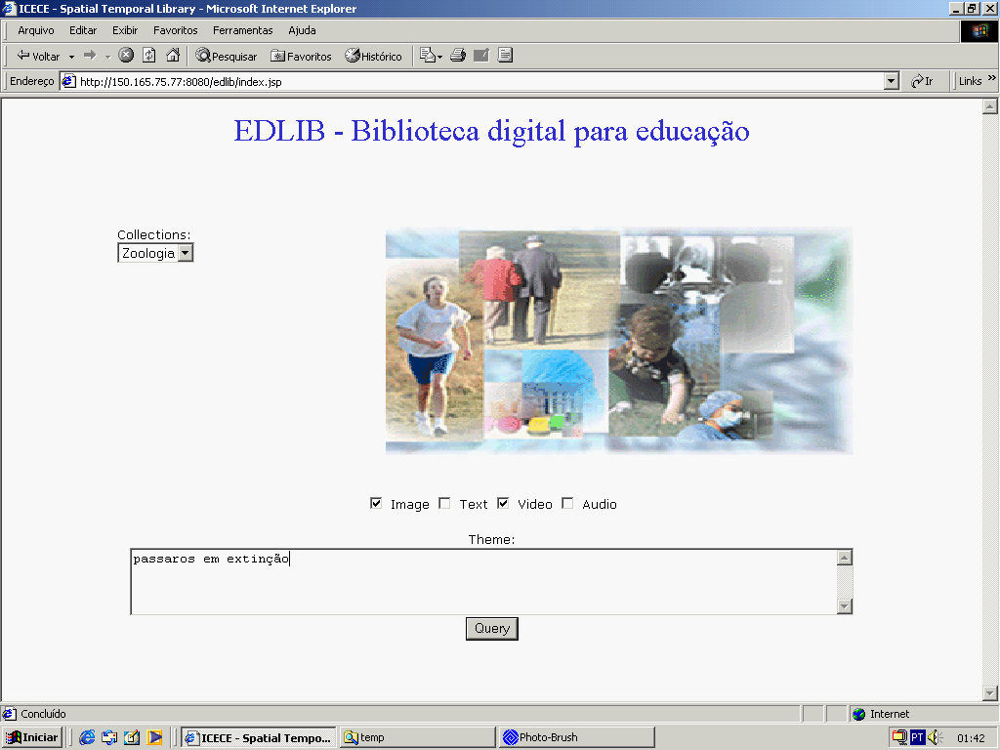 ICECE - Spatial Temporal Library - Microsoft Internet Explorer
Arquivo Editar Exibir Favoritos Ferramentas Ajuda
Voltar Pesquisar Favoritos Histórico
Endereço http://150.165.75.77:8080/edlib/index.jsp Ir Links »
EDLIB - Biblioteca digital para educação
Collections:
Zoologia
Image Text Video Audio
Theme:
passaros em extinção
Query
Concluído Internet
Iniciar ICECE - Spatial Tempo... temp Photo-Brush PT 01:42